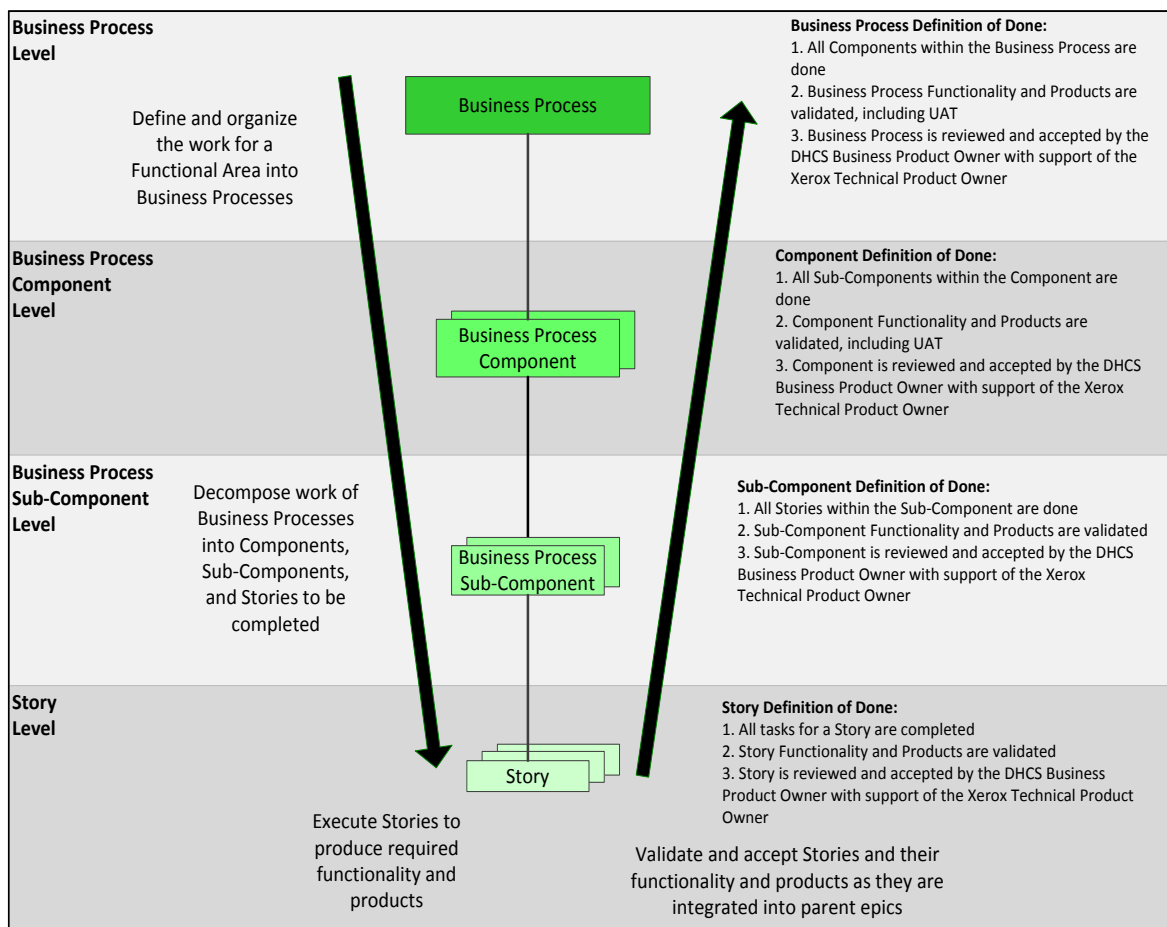 Business Process
Level
Define and organize
the work for a
Functional Area into
Business Processes
Business Process
Business Process Definition of Done:
1. All Components within the Business Process are
done
2. Business Process Functionality and Products are
validated, including UAT
3. Business Process is reviewed and accepted by the
DHCS Business Product Owner with support of the
Xerox Technical Product Owner
Business Process
Component
Level
Business Process
Component
Component Definition of Done:
1. All Sub-Components within the Component are
done
2. Component Functionality and Products are
validated, including UAT
3. Component is reviewed and accepted by the DHCS
Business Product Owner with support of the Xerox
Technical Product Owner
Business Process
Sub-Component
Level
Decompose work of
Business Processes
into Components,
Sub-Components,
and Stories to be
completed
Business Process
Sub-Component
Sub-Component Definition of Done:
1. All Stories within the Sub-Component are done
2. Sub-Component Functionality and Products are validated
3. Sub-Component is reviewed and accepted by the DHCS
Business Product Owner with support of the Xerox
Technical Product Owner
Story
Level
Story
Execute Stories to
produce required
functionality and
products
Story Definition of Done:
1. All tasks for a Story are completed
2. Story Functionality and Products are validated
3. Story is reviewed and accepted by the DHCS Business
Product Owner with support of the Xerox Technical Product
Owner
Validate and accept Stories and their
functionality and products as they are
integrated into parent epics